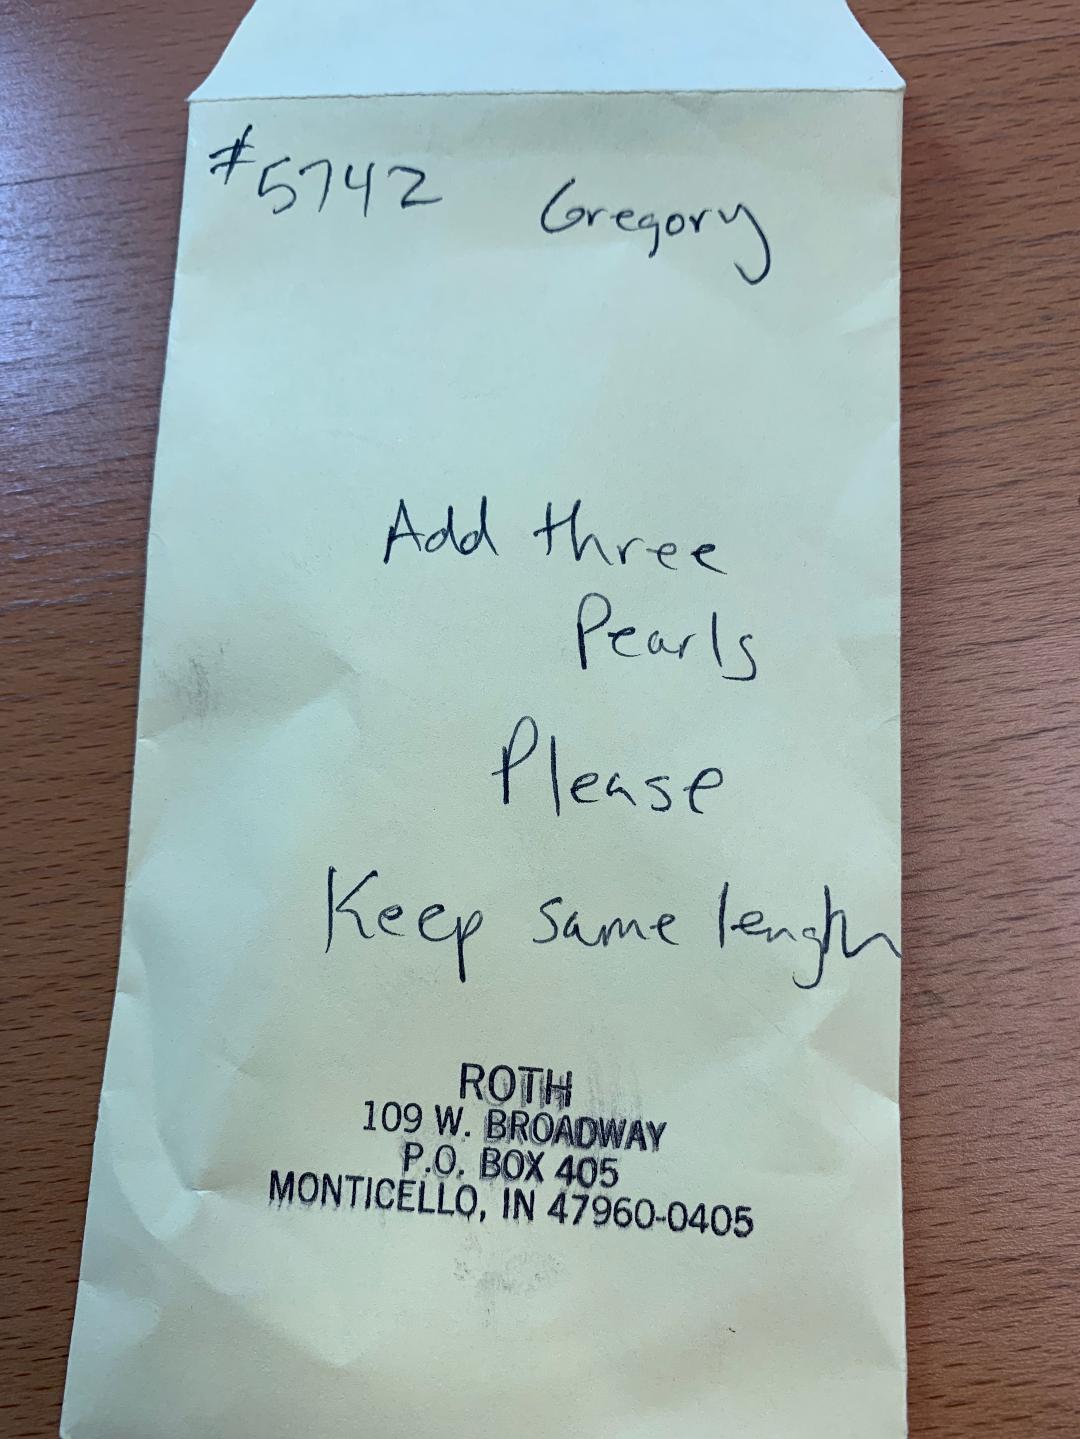 #5742 Gregory
Add three
Pearls
Please
Keep same length
ROTH
109 W. BROADWAY
P.O. BOX 405
MONTICELLO, IN 47960-0405